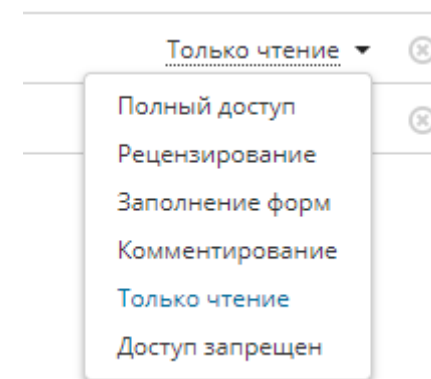 Только чтение
Полный доступ
Рецензирование
Заполнение форм
Комментирование
Только чтение
Доступ запрещен